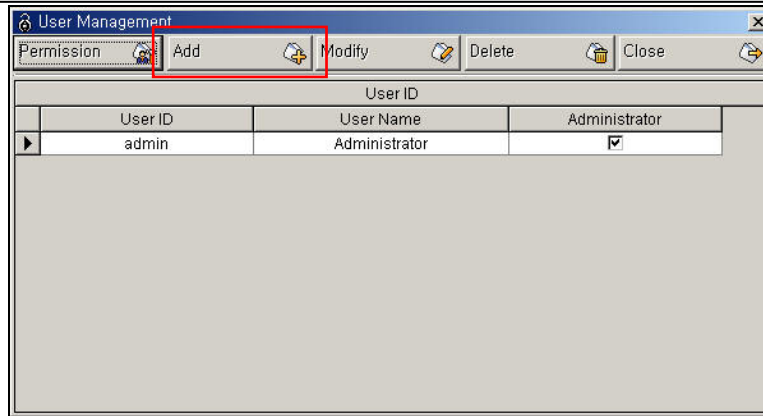 User Management
Permission Add Modify Delete Close
User ID
User ID User Name Administrator
admin Administrator